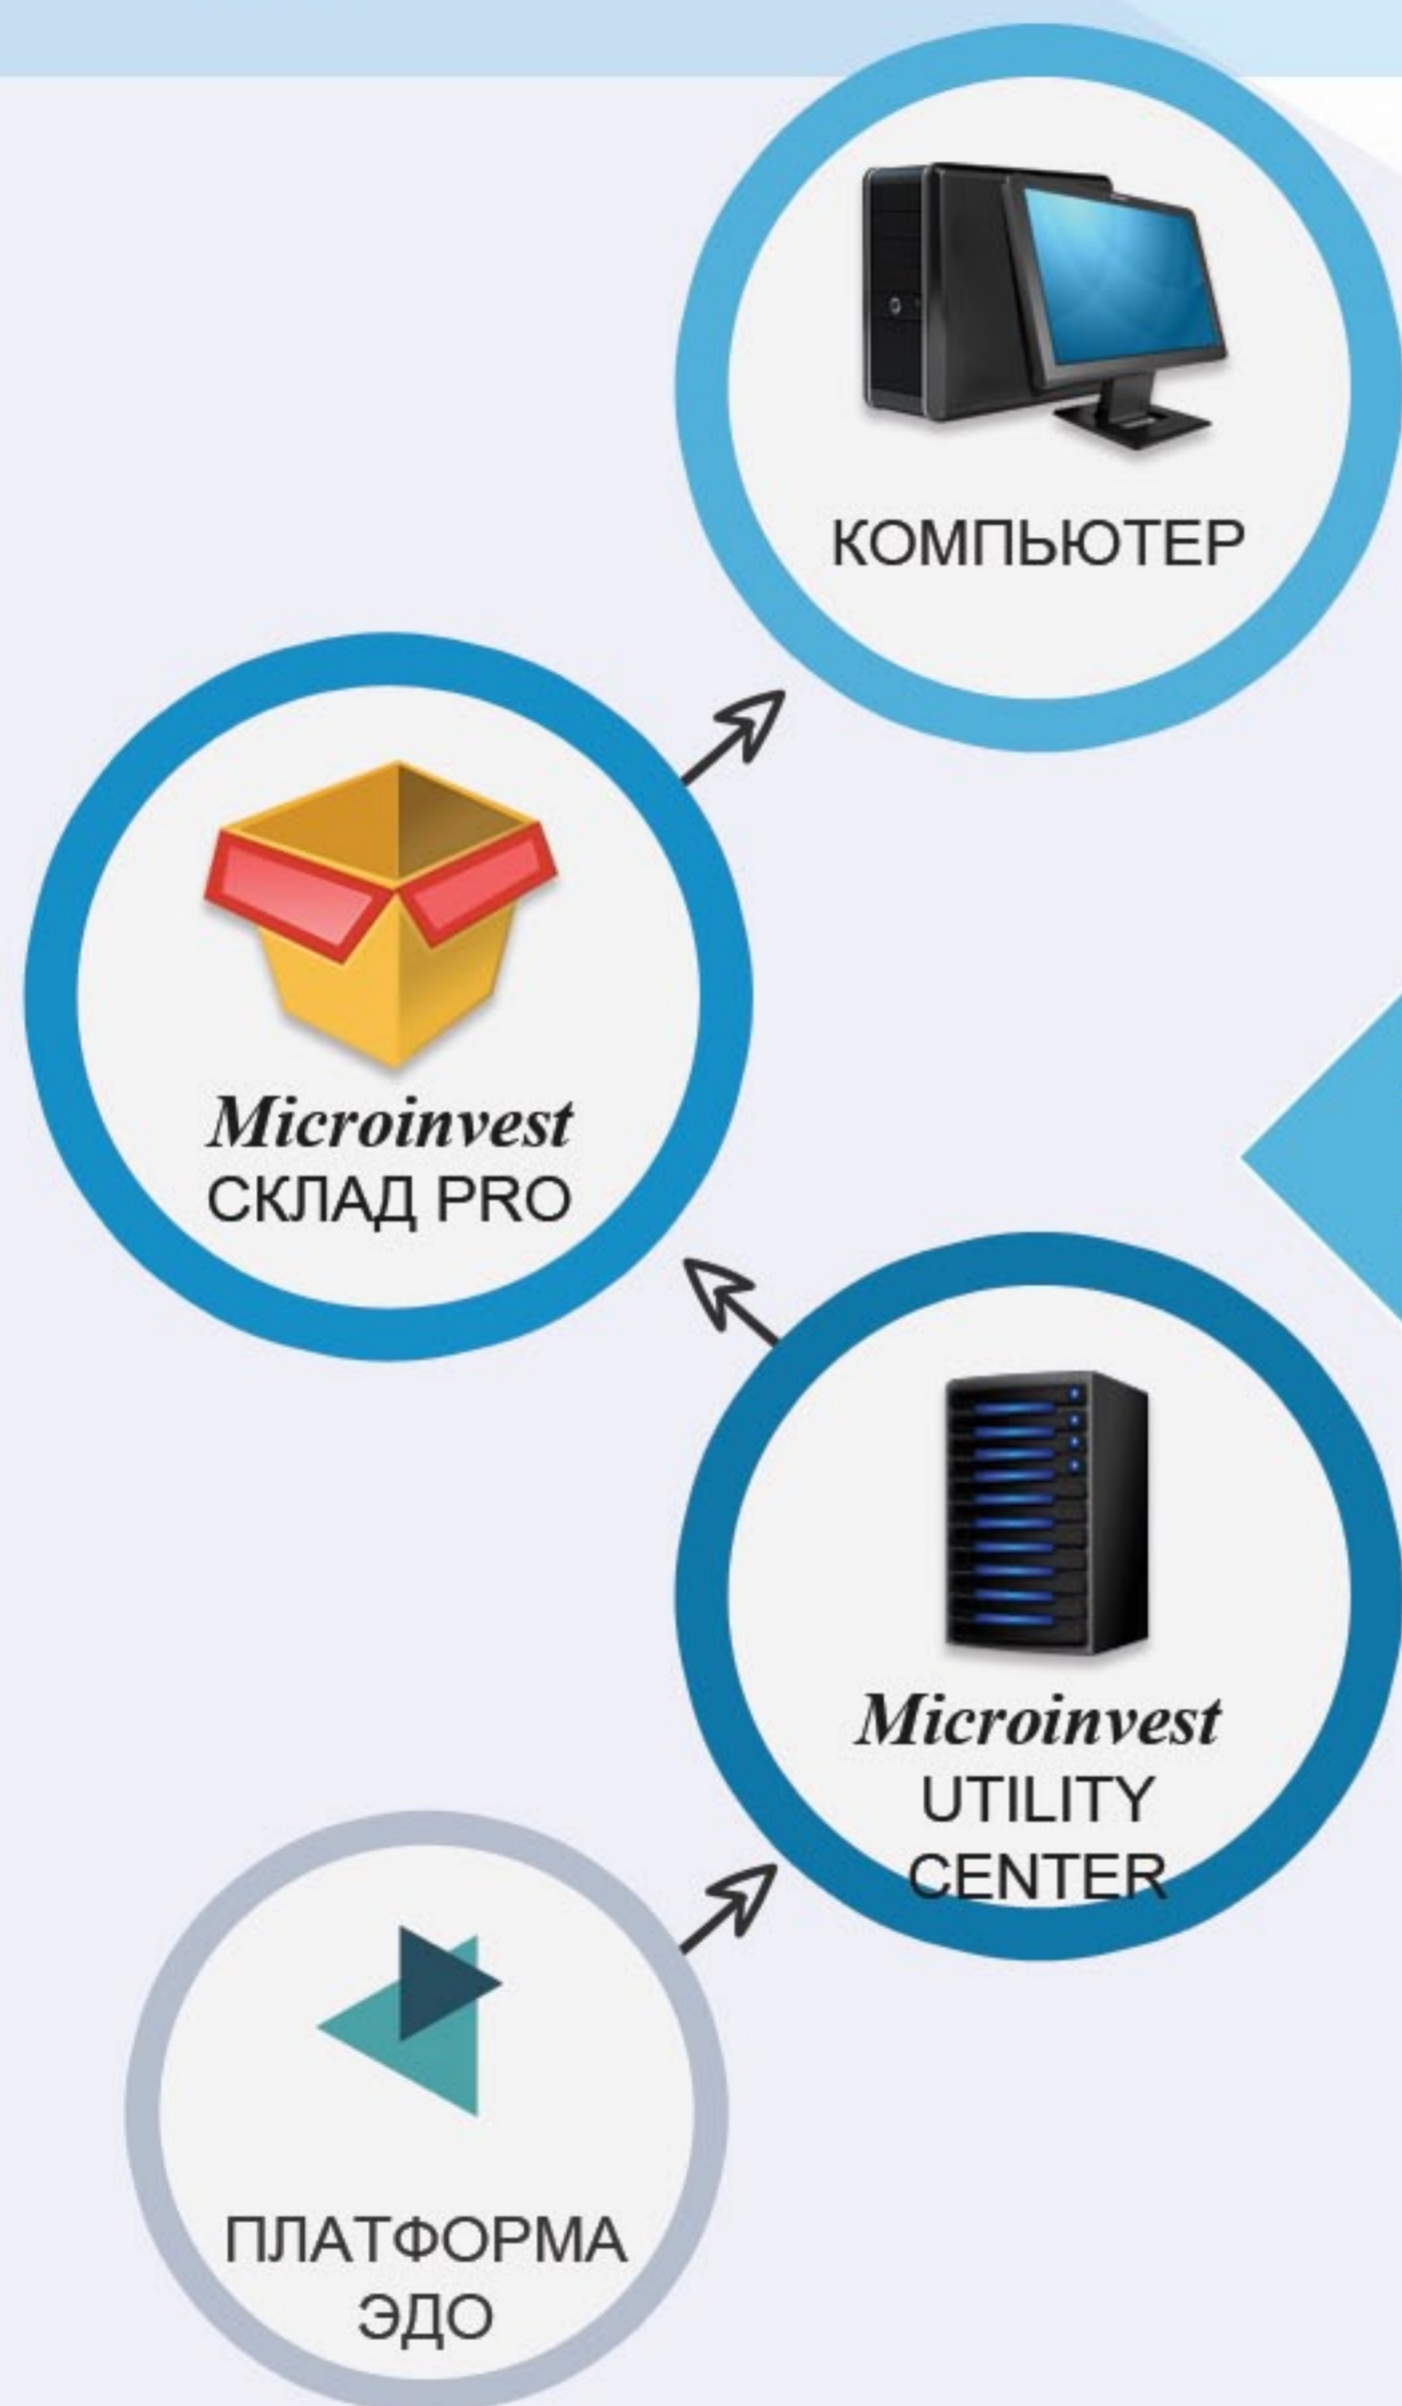 КОМПЬЮТЕР
Microinvest
СКЛАД PRO
Microinvest
UTILITY
CENTER
ПЛАТФОРМА
ЭДО